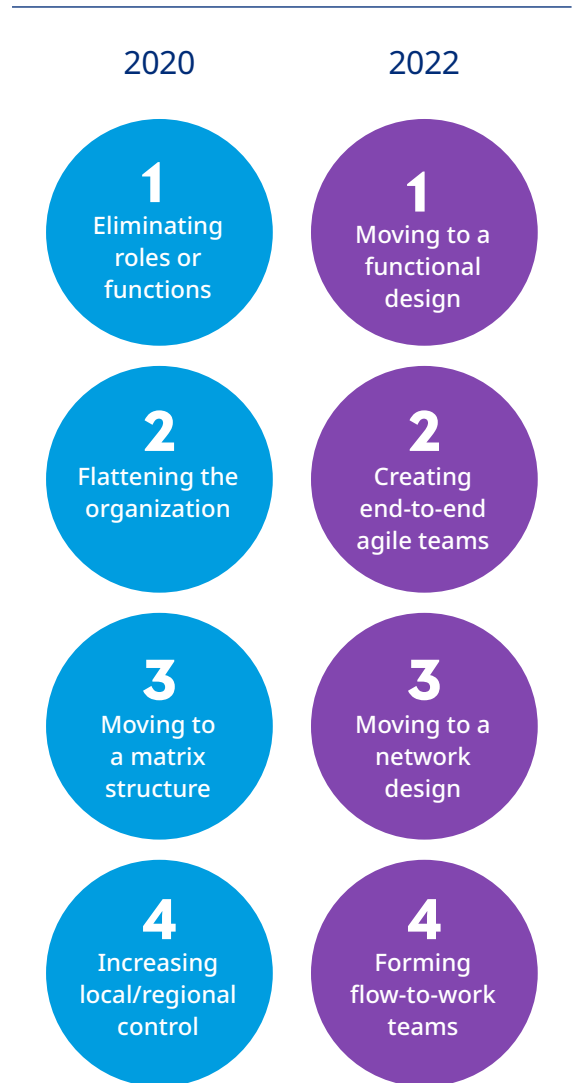 2020
2022
1
Eliminating
roles or
functions
1
Moving to a
functional
design
2
Flattening the
organization
2
Creating
end-to-end
agile teams
3
Moving to
a matrix
structure
3
Moving to a
network
design
4
Increasing
local/regional
control
4
Forming
flow-to-work
teams